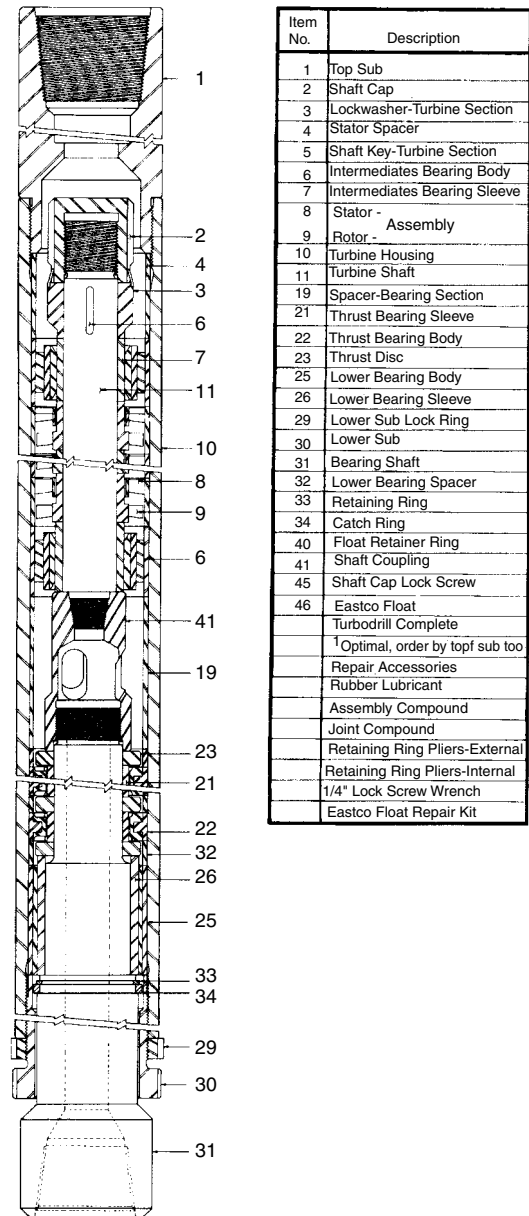 1
2
4
3
6
7
11
10
8
9
6
41
19
23
21
22
32
26
25
33
34
29
30
31
Item No. Description
1 Top Sub
2 Shaft Cap
3 Lockwasher-Turbine Section
4 Stator Spacer
5 Shaft Key-Turbine Section
6 Intermediates Bearing Body
7 Intermediates Bearing Sleeve
8 Stator -
Assembly
9 Rotor -
10 Turbine Housing
11 Turbine Shaft
19 Spacer-Bearing Section
21 Thrust Bearing Sleeve
22 Thrust Bearing Body
23 Thrust Disc
25 Lower Bearing Body
26 Lower Bearing Sleeve
29 Lower Sub Lock Ring
30 Lower Sub
31 Bearing Shaft
32 Lower Bearing Spacer
33 Retaining Ring
34 Catch Ring
40 Float Retainer Ring
41 Shaft Coupling
45 Shaft Cap Lock Screw
46 Eastco Float
Turbodrill Complete
1Optimal, order by topf sub too
Repair Accessories
Rubber Lubricant
Assembly Compound
Joint Compound
Retaining Ring Pliers-External
Retaining Ring Pliers-Internal
1/4" Lock Screw Wrench
Eastco Float Repair Kit